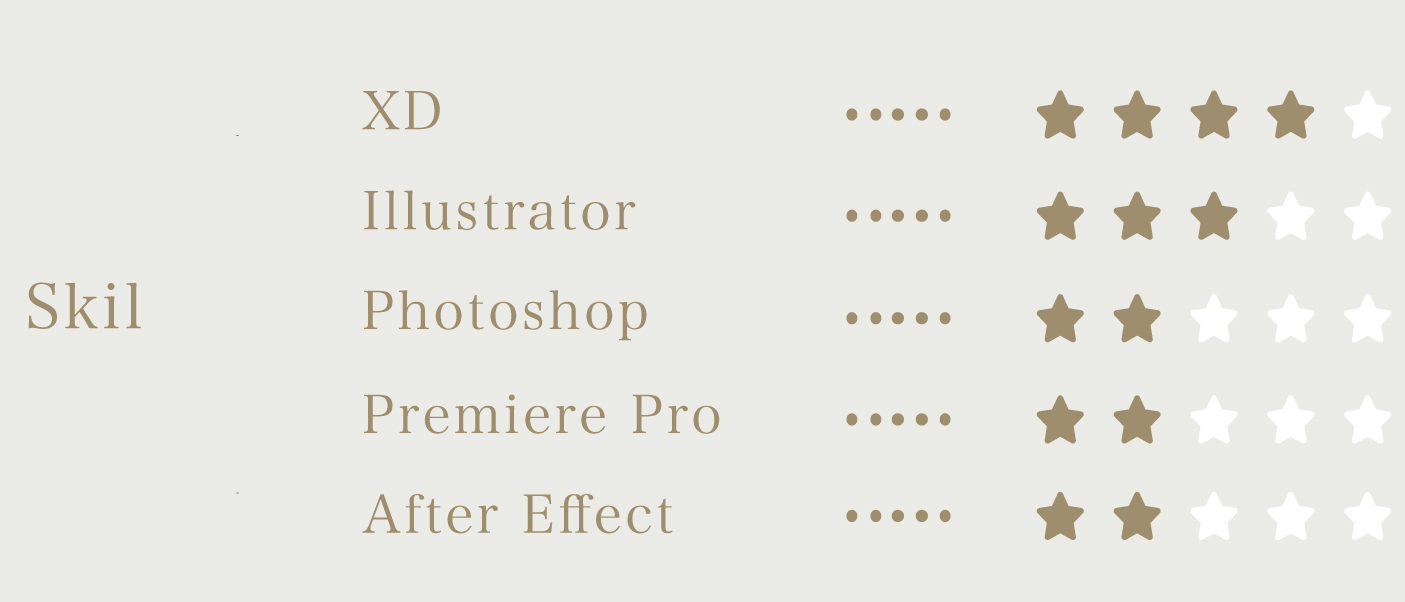 Skil
XD •••••
Illustrator •••••
Photoshop •••••
Premiere Pro •••••
After Effect •••••